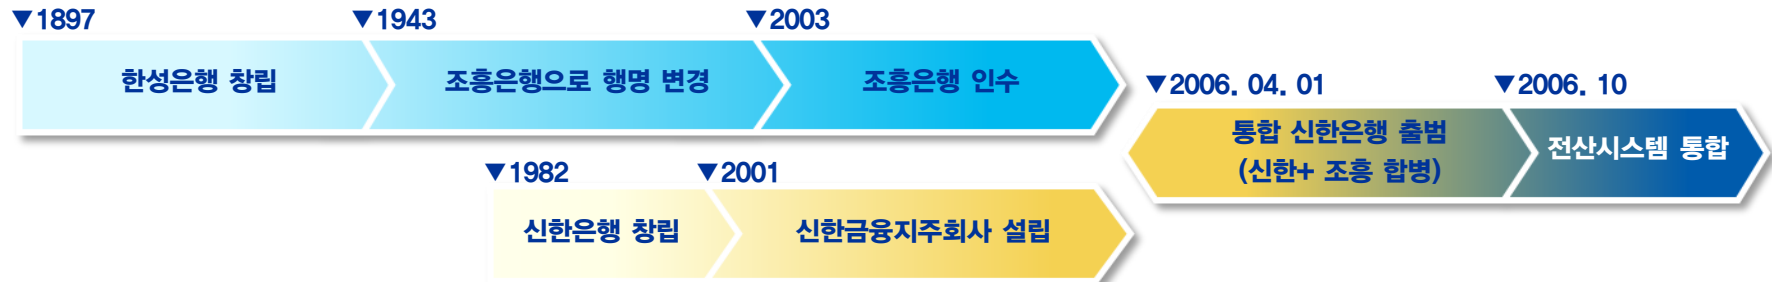 ▼1897
▼1943
▼2003
한성은행 창립
조흥은행으로 행명 변경
조흥은행 인수
▼2006. 04. 01
▼2006. 10
통합 신한은행 출범
(신한+ 조흥 합병)
전산시스템 통합
▼1982
▼2001
신한은행 창립
신한금융지주회사 설립